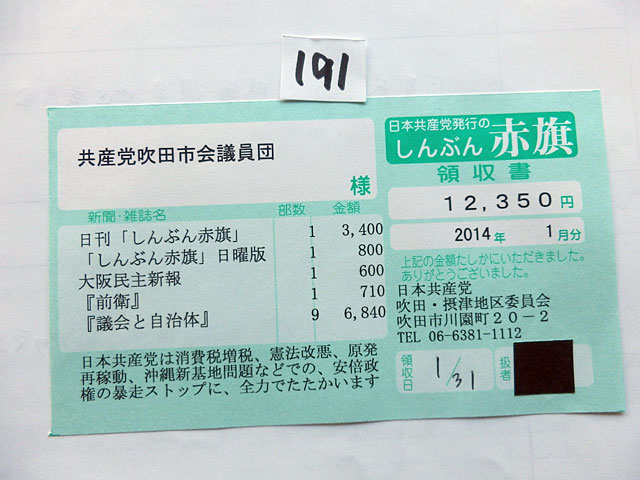 191
共産党吹田市会議員団
様
日本共産党発行の
しんぶん 赤旗
領収書
12,350円
2014年 1月分
上記の金額たしかにいただきました。
ありがとうございました。
日本共産党
吹田・摂津地区委員会
吹田市川園町20-2
TEL 06-6381-1112
領収日 1/31 扱者
新聞・雑誌名 部数 金額
日刊「しんぶん赤旗」 1 3,400
「しんぶん赤旗」日曜版 1 800
大阪民主新報 1 600
『前衛』 1 710
『議会と自治体』 9 6,840
日本共産党は消費税増税、憲法改悪、原発
再稼動、沖縄新基地問題などでの、安倍政
権の暴走ストップに、全力でたたかいます